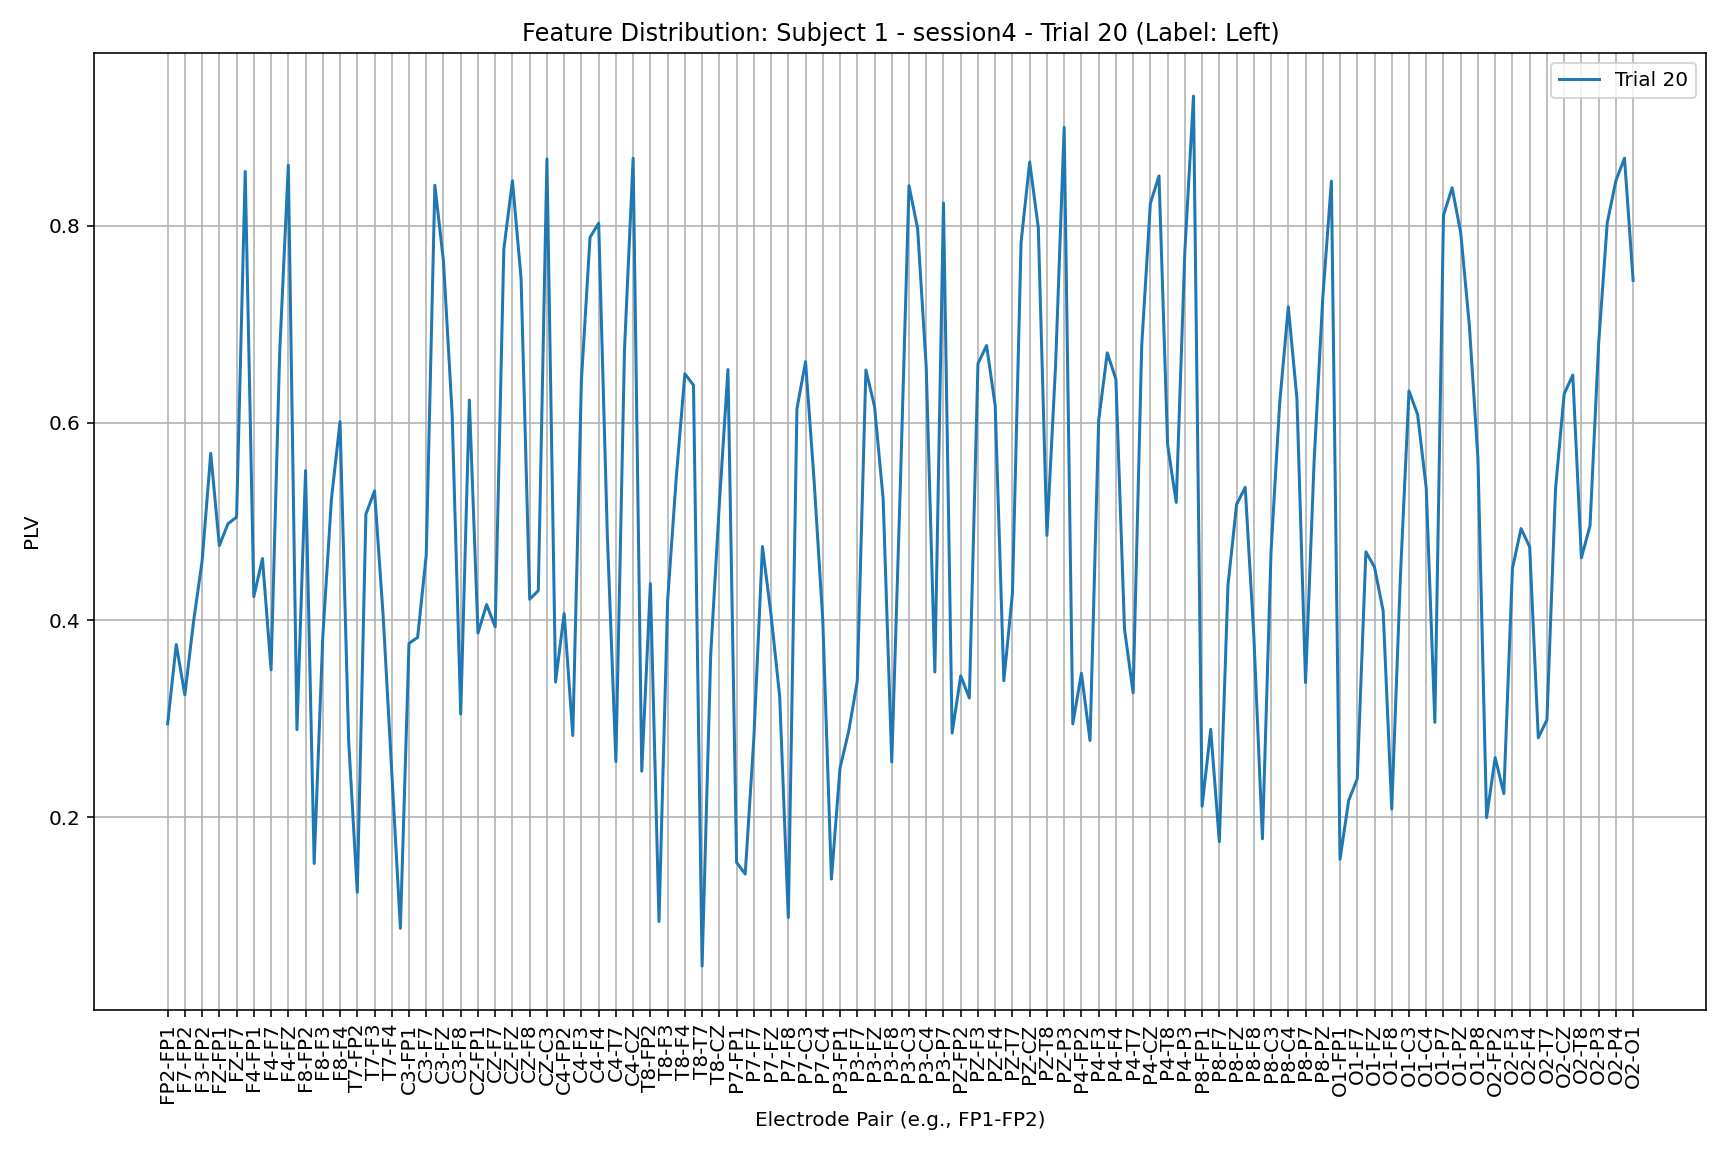 Feature Distribution: Subject 1 - session4 - Trial 20 (Label: Left)
Trial 20
PLV
0.8
0.6
0.4
0.2
FP2-FP1
F7-FP2
F3-FP2
FZ-FP1
FZ-F7
F4-FP1
F4-F7
F4-FZ
F8-FP2
F8-F3
F8-F4
T7-FP2
T7-F3
T7-F4
C3-FP1
C3-F7
C3-FZ
C3-F8
CZ-FP1
CZ-F7
CZ-FZ
CZ-F8
CZ-C3
C4-FP2
C4-F3
C4-F4
C4-T7
C4-CZ
T8-FP2
T8-F3
T8-F4
T8-T7
T8-CZ
P7-FP1
P7-F7
P7-FZ
P7-F8
P7-C3
P7-C4
P3-FP1
P3-F7
P3-FZ
P3-F8
P3-C3
P3-C4
P3-P7
PZ-FP2
PZ-F3
PZ-F4
PZ-T7
PZ-CZ
PZ-T8
PZ-P3
P4-FP2
P4-F3
P4-F4
P4-T7
P4-CZ
P4-T8
P4-P3
P8-FP1
P8-F7
P8-FZ
P8-F8
P8-C3
P8-C4
P8-P7
P8-PZ
O1-FP1
O1-F7
O1-FZ
O1-F8
O1-C3
O1-C4
O1-P7
O1-PZ
O1-P8
O2-FP2
O2-F3
O2-F4
O2-T7
O2-CZ
O2-T8
O2-P3
O2-P4
O2-O1
Electrode Pair (e.g., FP1-FP2)